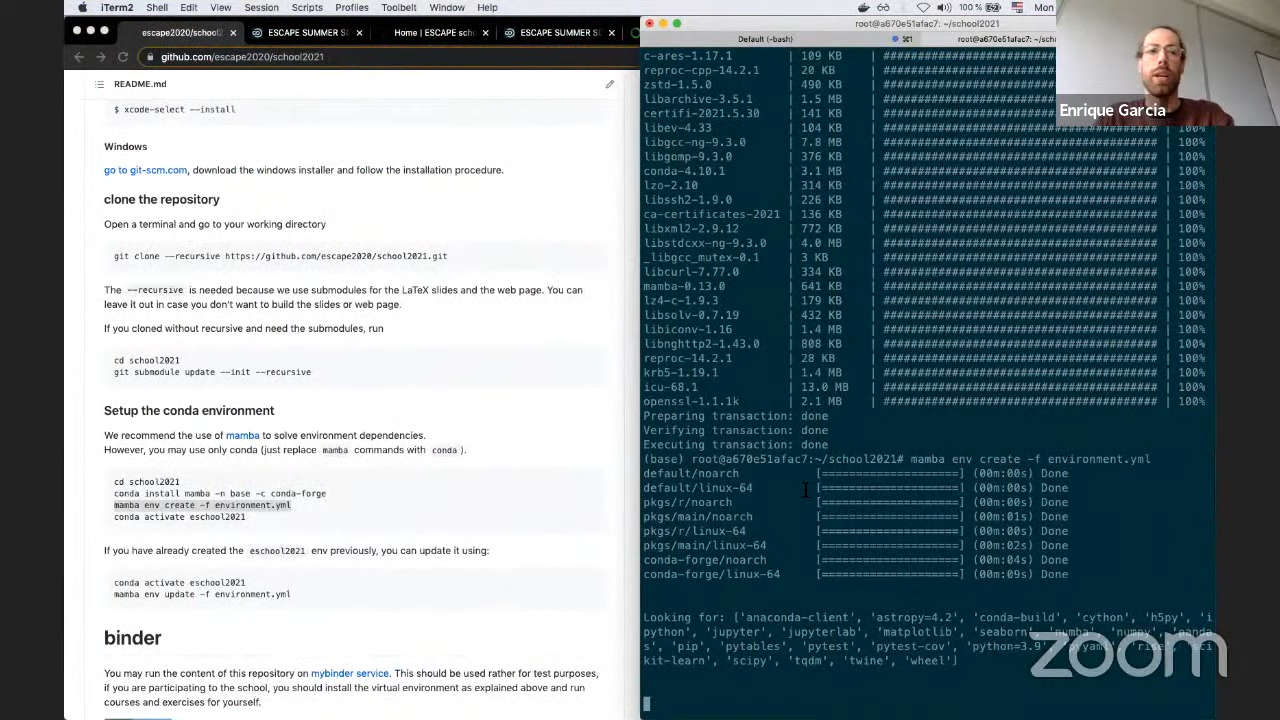 iTerm2 Shell Edit View Session Scripts Profiles Toolbelt Window Help 100 % Mon
escape2020/school2 ESCAPE SUMMER SC Home | ESCAPE sc ESCAPE SUMMER SC
github.com/escape2020/school2021
README.md
$ xcode-select --install
Windows
go to git-scm.com, download the windows installer and follow the installation procedure.
clone the repository
Open a terminal and go to your working directory
git clone --recursive https://github.com/escape2020/school2021.git
The --recursive is needed because we use submodules for the LaTeX slides and the web page. You can
leave it out in case you don't want to build the slides or web page.
If you cloned without recursive and need the submodules, run
cd school2021
git submodule update --init --recursive
Setup the conda environment
We recommend the use of mamba to solve environment dependencies.
However, you may use only conda (just replace mamba commands with conda ).
cd school2021
conda install mamba -n base -c conda-forge
mamba env create -f environment.yml
conda activate eschool2021
If you have already created the eschool2021 env previously, you can update it using:
conda activate eschool2021
mamba env update -f environment.yml
binder
You may run the content of this repository on mybinder service. This should be used rather for test purposes,
if you are participating to the school, you should install the virtual environment as explained above and run
courses and exercises for yourself.
root@a670e51afac7: ~/school2021
Default (-bash) ⌘1 root@a670e51afac7: ~/sch
c-ares-1.17.1 | 109 KB | ##################
reproc-cpp-14.2.1 | 20 KB | ##################
zstd-1.5.0 | 490 KB | ##################
libarchive-3.5.1 | 1.5 MB | ##################
certifi-2021.5.30 | 141 KB | ##################
libev-4.33 | 104 KB | ###################################### | 100%
libgcc-ng-9.3.0 | 7.8 MB | ###################################### | 100%
libgomp-9.3.0 | 376 KB | ###################################### | 100%
conda-4.10.1 | 3.1 MB | ###################################### | 100%
lzo-2.10 | 314 KB | ###################################### | 100%
libssh2-1.9.0 | 226 KB | ###################################### | 100%
ca-certificates-2021 | 136 KB | ###################################### | 100%
libxml2-2.9.12 | 772 KB | ###################################### | 100%
libstdcxx-ng-9.3.0 | 4.0 MB | ###################################### | 100%
_libgcc_mutex-0.1 | 3 KB | ###################################### | 100%
libcurl-7.77.0 | 334 KB | ###################################### | 100%
mamba-0.13.0 | 641 KB | ###################################### | 100%
lz4-c-1.9.3 | 179 KB | ###################################### | 100%
libsolv-0.7.19 | 432 KB | ###################################### | 100%
libiconv-1.16 | 1.4 MB | ###################################### | 100%
libnghttp2-1.43.0 | 808 KB | ###################################### | 100%
reproc-14.2.1 | 28 KB | ###################################### | 100%
krb5-1.19.1 | 1.4 MB | ###################################### | 100%
icu-68.1 | 13.0 MB | ###################################### | 100%
openssl-1.1.1k | 2.1 MB | ###################################### | 100%
Preparing transaction: done
Verifying transaction: done
Executing transaction: done
(base) root@a670e51afac7:~/school2021# mamba env create -f environment.yml
default/noarch [====================] (00m:00s) Done
default/linux-64 [====================] (00m:00s) Done
pkgs/r/noarch [====================] (00m:00s) Done
pkgs/main/noarch [====================] (00m:01s) Done
pkgs/r/linux-64 [====================] (00m:00s) Done
pkgs/main/linux-64 [====================] (00m:02s) Done
conda-forge/noarch [====================] (00m:04s) Done
conda-forge/linux-64 [====================] (00m:09s) Done
Looking for: ['anaconda-client', 'astropy=4.2', 'conda-build', 'cython', 'h5py', 'i
python', 'jupyter', 'jupyterlab', 'matplotlib', 'seaborn', 'numba', 'numpy', 'panda
s', 'pip', 'pytables', 'pytest', 'pytest-cov', 'python=3.9', 'pyyaml', 'rise', 'sci
kit-learn', 'scipy', 'tqdm', 'twine', 'wheel']
Enrique Garcia
zoom